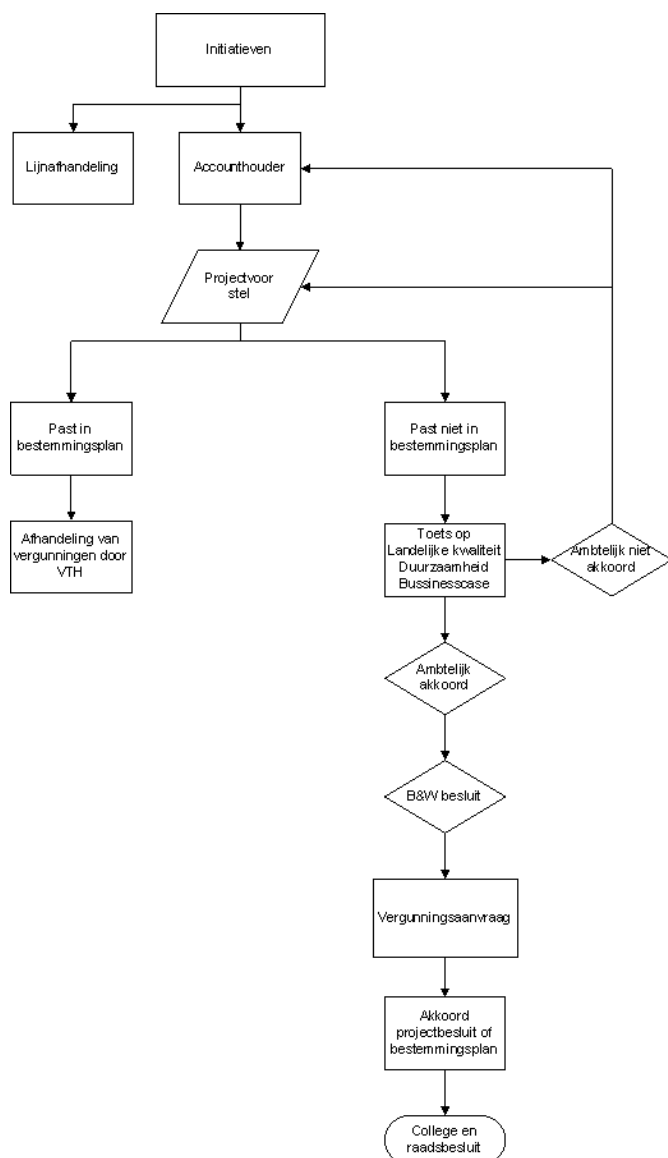 Initiatieven
Lijnafhandeling
Accounthouder
Projectvoor
stel
Past in
bestemmingsplan
Past niet in
bestemmingsplan
Afhandeling van
vergunningen door
VTH
Toets op
Landelijke kwaliteit
Duurzaamheid
Bussinesscase
Ambtelijk niet
akkoord
Ambtelijk
akkoord
B&W besluit
Vergunningsaanvraag
Akkoord
projectbesluit of
bestemmingsplan
College en
raadsbesluit